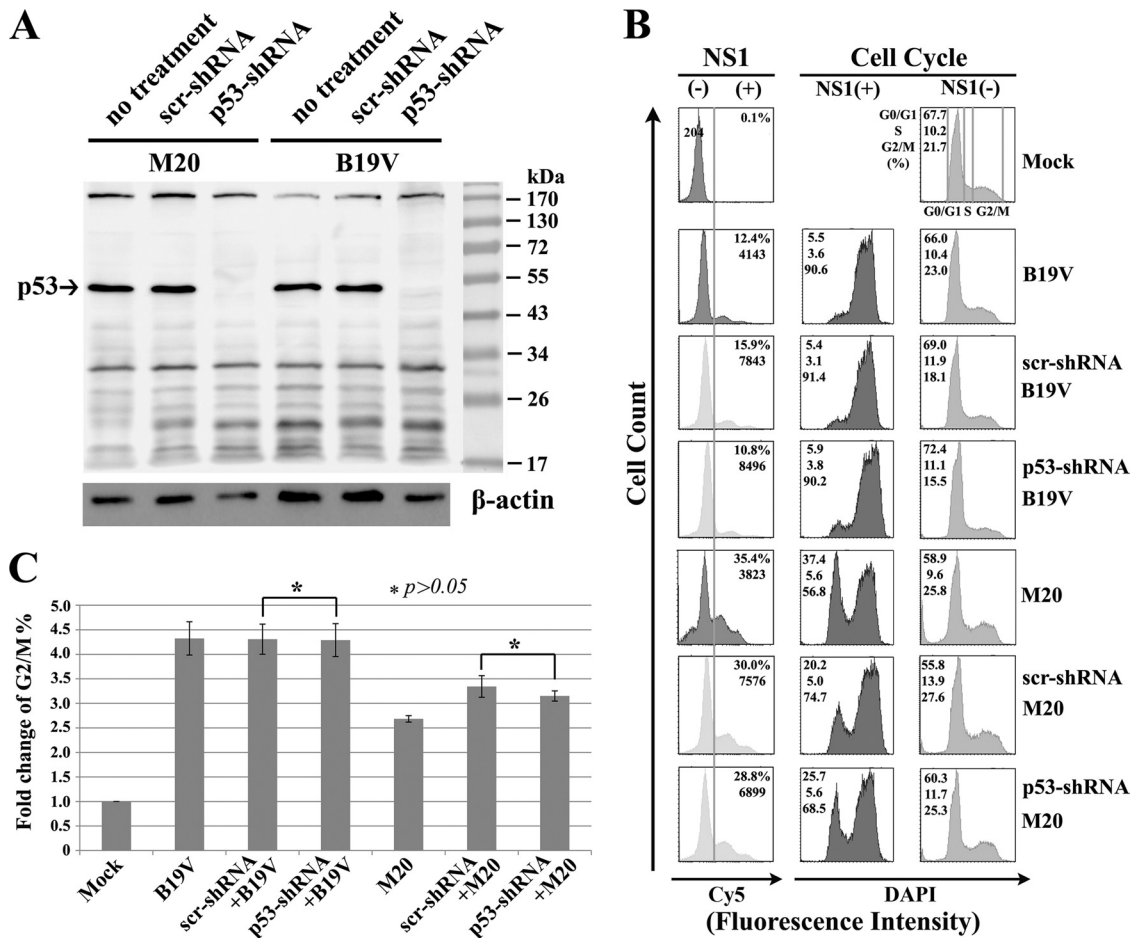 A
no treatment
scr-shRNA
p53-shRNA
no treatment
scr-shRNA
p53-shRNA
M20
B19V
kDa
170
130
72
55
43
34
26
17
p53→
β-actin
B
NS1
(-) (+)
Cell Cycle
NS1(+) NS1(-)
Cell Count
204
0.1%
G0/G1 67.7
S 10.2
G2/M 21.7
(%)
G0/G1 S G2/M
Mock
12.4%
4143
5.5
3.6
90.6
66.0
10.4
23.0
B19V
15.9%
7843
5.4
3.1
91.4
69.0
11.9
18.1
scr-shRNA
B19V
10.8%
8496
5.9
3.8
90.2
72.4
11.1
15.5
p53-shRNA
B19V
35.4%
3823
37.4
5.6
56.8
58.9
9.6
25.8
M20
30.0%
7576
20.2
5.0
74.7
55.8
13.9
27.6
scr-shRNA
M20
28.8%
6899
25.7
5.6
68.5
60.3
11.7
25.3
p53-shRNA
M20
Cy5
DAPI
(Fluorescence Intensity)
C
Fold change of G2/M %
5.0
4.5
4.0
3.5
3.0
2.5
2.0
1.5
1.0
0.5
0
*
* p>0.05
*
Mock
B19V
scr-shRNA
+B19V
p53-shRNA
+B19V
M20
scr-shRNA
+M20
p53-shRNA
+M20